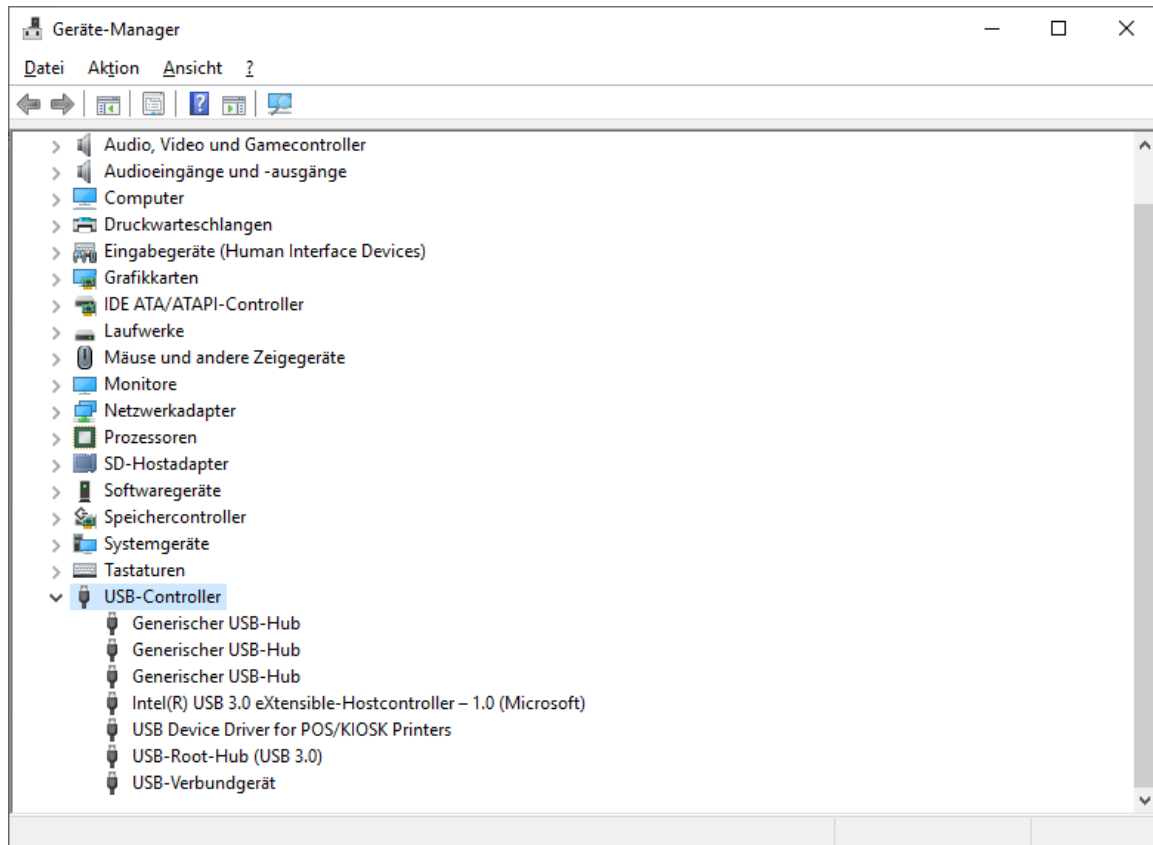 Geräte-Manager
Datei Aktion Ansicht ?
Audio, Video und Gamecontroller
Audioeingänge und -ausgänge
Computer
Druckwarteschlangen
Eingabegeräte (Human Interface Devices)
Grafikkarten
IDE ATA/ATAPI-Controller
Laufwerke
Mäuse und andere Zeigegeräte
Monitore
Netzwerkadapter
Prozessoren
SD-Hostadapter
Softwaregeräte
Speichercontroller
Systemgeräte
Tastaturen
USB-Controller
Generischer USB-Hub
Generischer USB-Hub
Generischer USB-Hub
Intel(R) USB 3.0 eXtensible-Hostcontroller – 1.0 (Microsoft)
USB Device Driver for POS/KIOSK Printers
USB-Root-Hub (USB 3.0)
USB-Verbundgerät